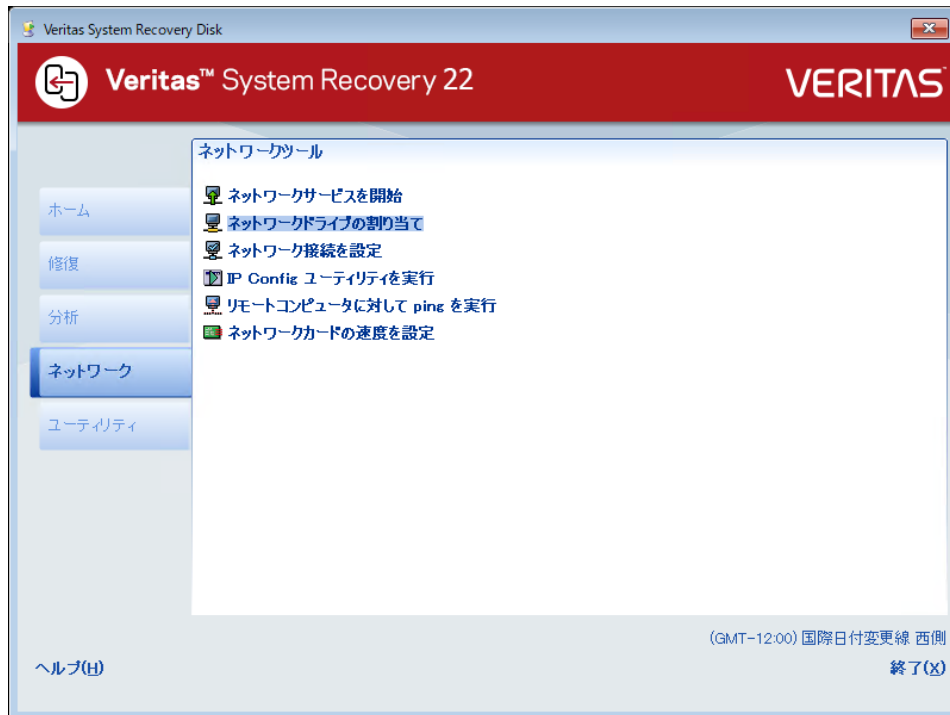 Veritas System Recovery Disk
Veritas™ System Recovery 22
VERITAS
ネットワークツール
ホーム
修復
分析
ネットワーク
ユーティリティ
ネットワークサービスを開始
ネットワークドライブの割り当て
ネットワーク接続を設定
IP Config ユーティリティを実行
リモートコンピュータに対して ping を実行
ネットワークカードの速度を設定
(GMT-12:00) 国際日付変更線 西側
ヘルプ(H)
終了(X)